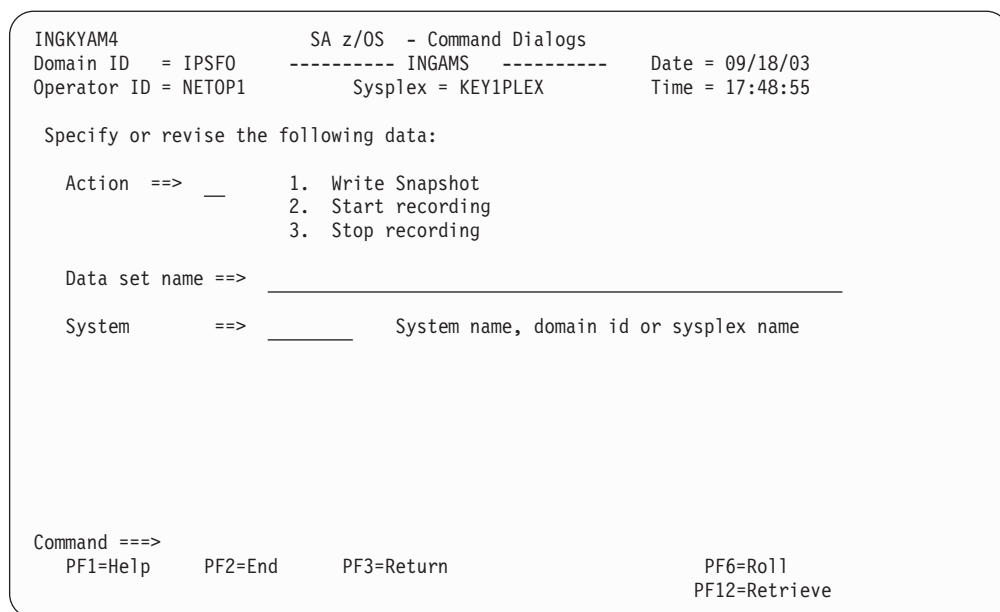 INGKYAM4 SA z/OS - Command Dialogs
Domain ID = IPSFO ---------- INGAMS ---------- Date = 09/18/03
Operator ID = NETOP1 Sysplex = KEY1PLEX Time = 17:48:55
Specify or revise the following data:
Action ==> __ 1. Write Snapshot
2. Start recording
3. Stop recording
Data set name ==> ____________________________________________
System ==> ________ System name, domain id or sysplex name
Command ===>
PF1=Help PF2=End PF3=Return PF6=Roll
PF12=Retrieve